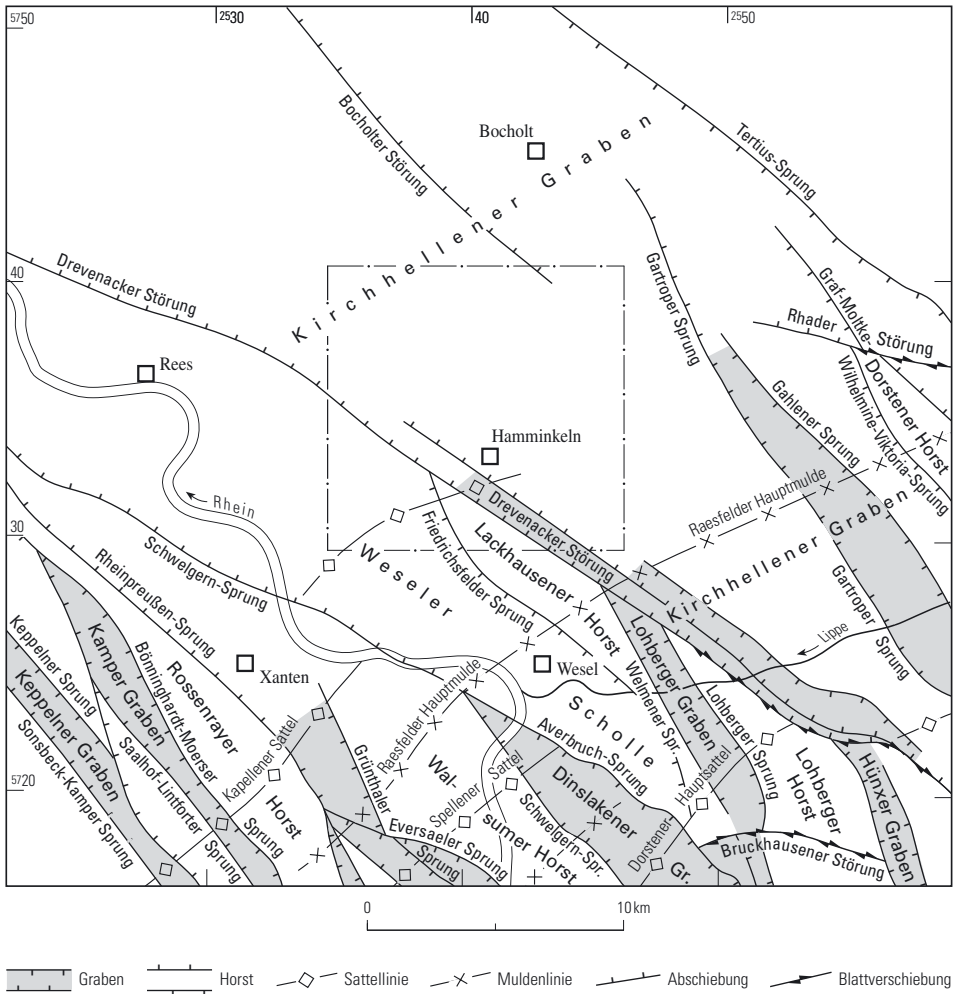 5750
2530
40
2550
Bocholter Störung
Bocholt
Tertius-Sprung
Kirchhellener Graben
40
Drevenacker Störung
Gartroper Sprung
Graf-Moltke-
Störung
Rhader
Rees
Dorstener Horst
Wilhelmine-Viktoria-Sprung
Gahlener Sprung
Hamminkeln
Raesfelder Hauptmulde
Rhein
Drevenacker Störung
Kirchhellener Graben
30
Schwelgern-Sprung
Friedrichsfelder Sprung
Lackhausener Horst
Weseler
Scholle
Rheinpreußen-Sprung
Gartroper Sprung
Lippe
Keppelner Sprung
Kamper Graben
Bönninghardt-Moerser
Sprung
Rossenrayer
Horst
Xanten
Wesel
Lohberger Graben
Welmener Spr.
Lohberger Sprung
Keppelner Graben
Sonsbeck-Kamper Sprung
Saalhof-Lintforter Sprung
Kapellener Sattel
Grünthaler
Sprung
Raesfelder Hauptmulde
Wal-
sumer Horst
Averbruch-Sprung
Spellener Sattel
Schwelgern-Spr.
Dinslakener
Gr.
Dorstener-
Hauptsattel
Lohberger
Horst
Hünxer Graben
5720
Eversaeler Sprung
Bruckhausener Störung
0
10 km
Graben
Horst
Sattellinie
Muldenlinie
Abschiebung
Blattverschiebung